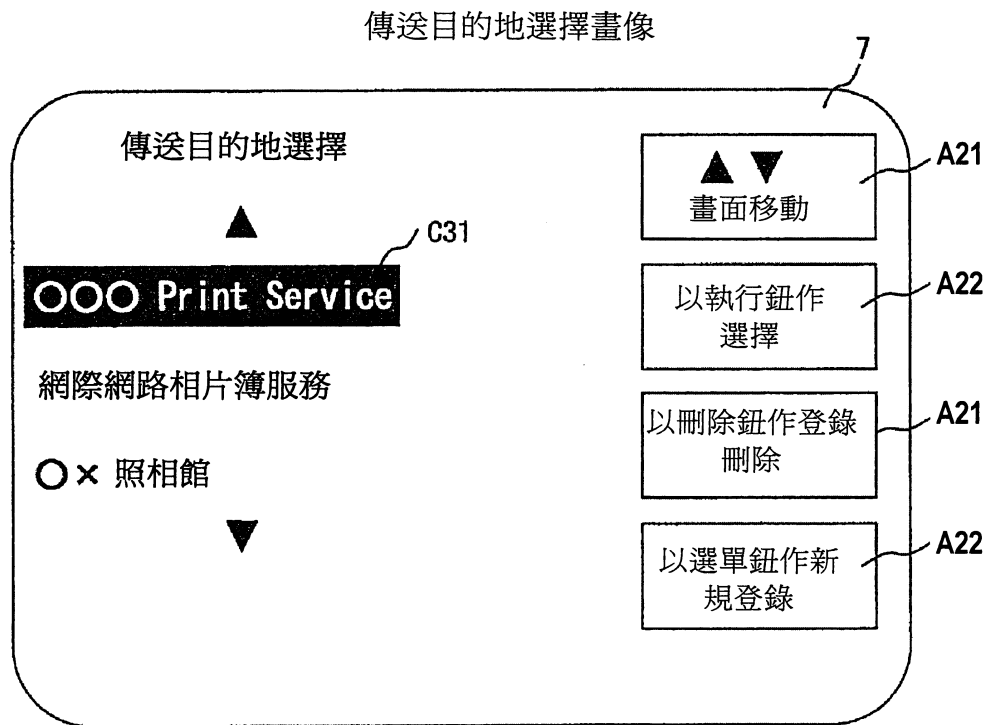 傳送目的地選擇畫像
7
傳送目的地選擇
▲
○○○ Print Service
C31
網際網路相片簿服務
○× 照相館
▼
▲ ▼
畫面移動
A21
以執行鈕作
選擇
A22
以刪除鈕作登錄
刪除
A21
以選單鈕作新
規登錄
A22